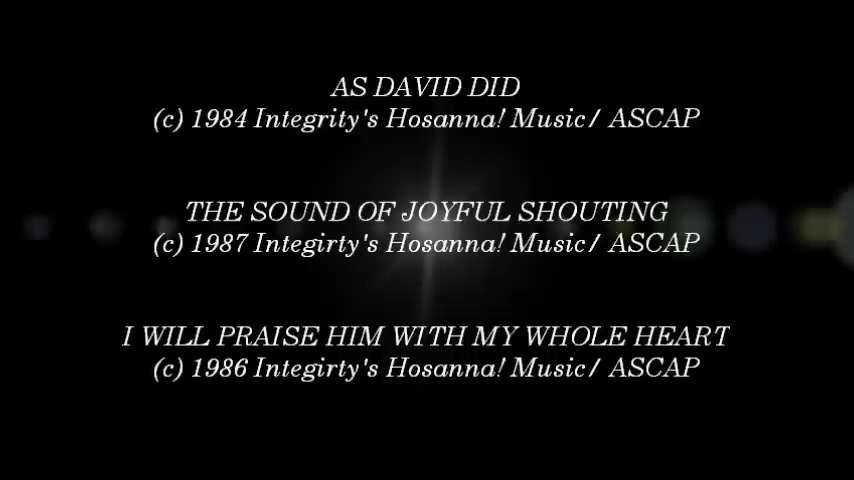 AS DAVID DID
(c) 1984 Integrity's Hosanna! Music/ ASCAP
THE SOUND OF JOYFUL SHOUTING
(c) 1987 Integirty's Hosanna! Music/ ASCAP
I WILL PRAISE HIM WITH MY WHOLE HEART
(c) 1986 Integirty's Hosanna! Music/ ASCAP